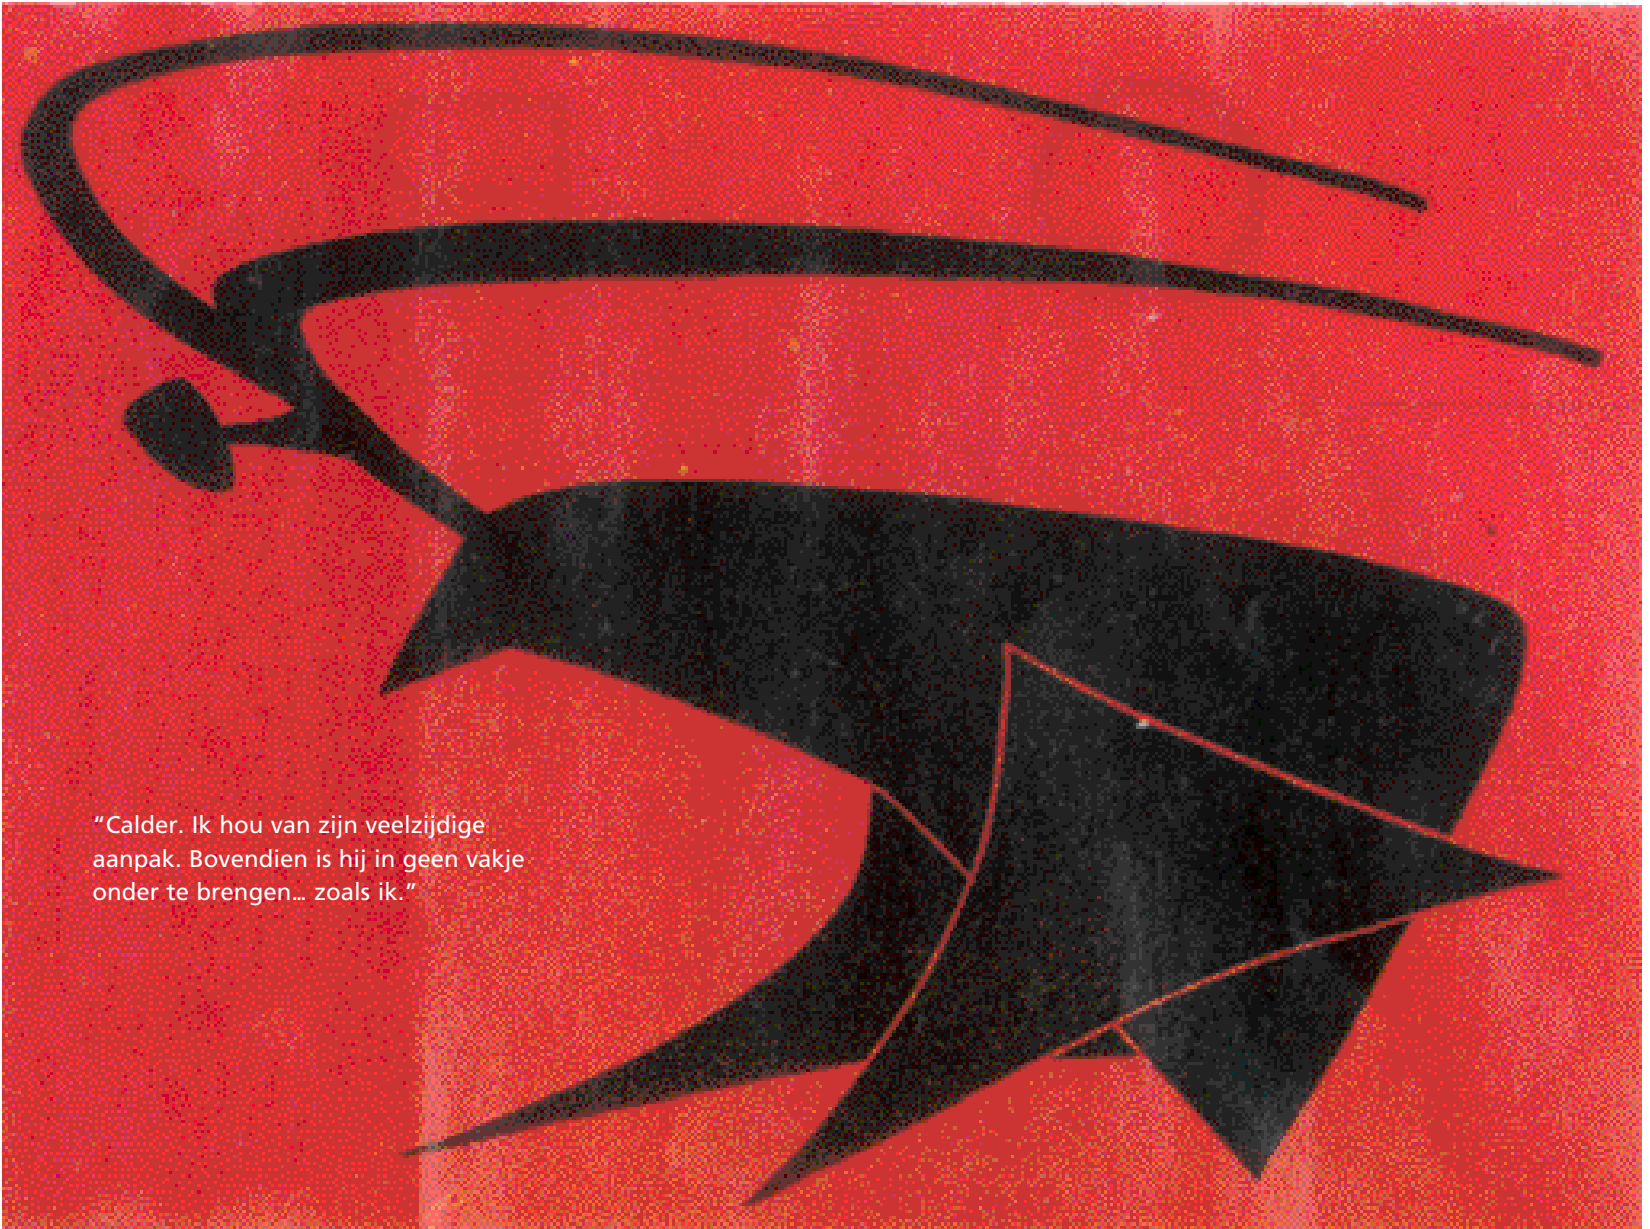 “Calder. Ik hou van zijn veelzijdige
aanpak. Bovendien is hij in geen vakje
onder te brengen... zoals ik.”